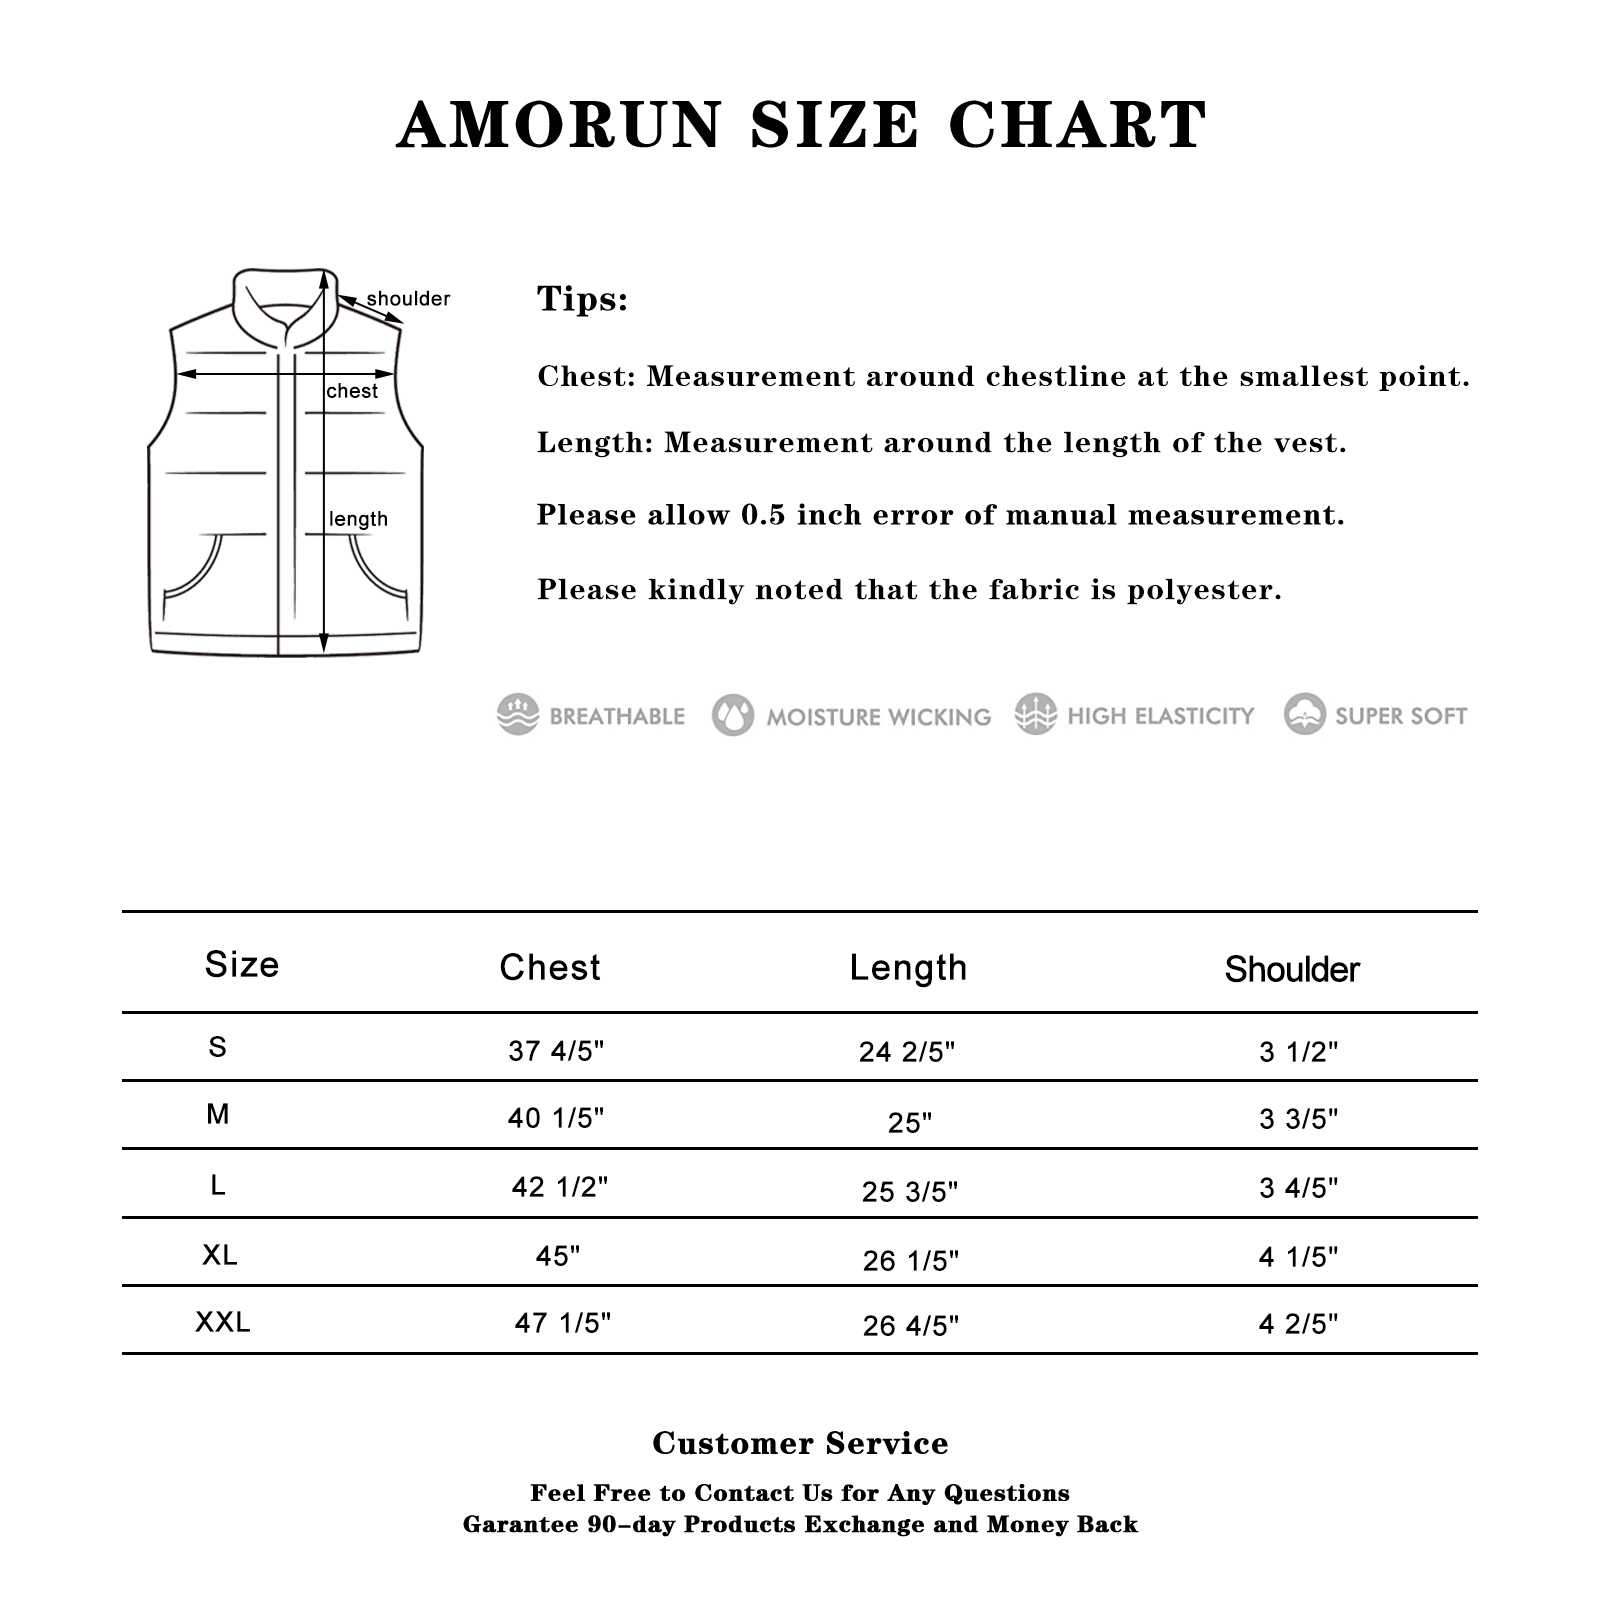 AMORUN SIZE CHART
shoulder
chest
length
Tips:
Chest: Measurement around chestline at the smallest point.
Length: Measurement around the length of the vest.
Please allow 0.5 inch error of manual measurement.
Please kindly noted that the fabric is polyester.
BREATHABLE MOISTURE WICKING HIGH ELASTICITY SUPER SOFT
Size Chest Length Shoulder
S 37 4/5" 24 2/5" 3 1/2"
M 40 1/5" 25" 3 3/5"
L 42 1/2" 25 3/5" 3 4/5"
XL 45" 26 1/5" 4 1/5"
XXL 47 1/5" 26 4/5" 4 2/5"
Customer Service
Feel Free to Contact Us for Any Questions
Garantee 90-day Products Exchange and Money Back